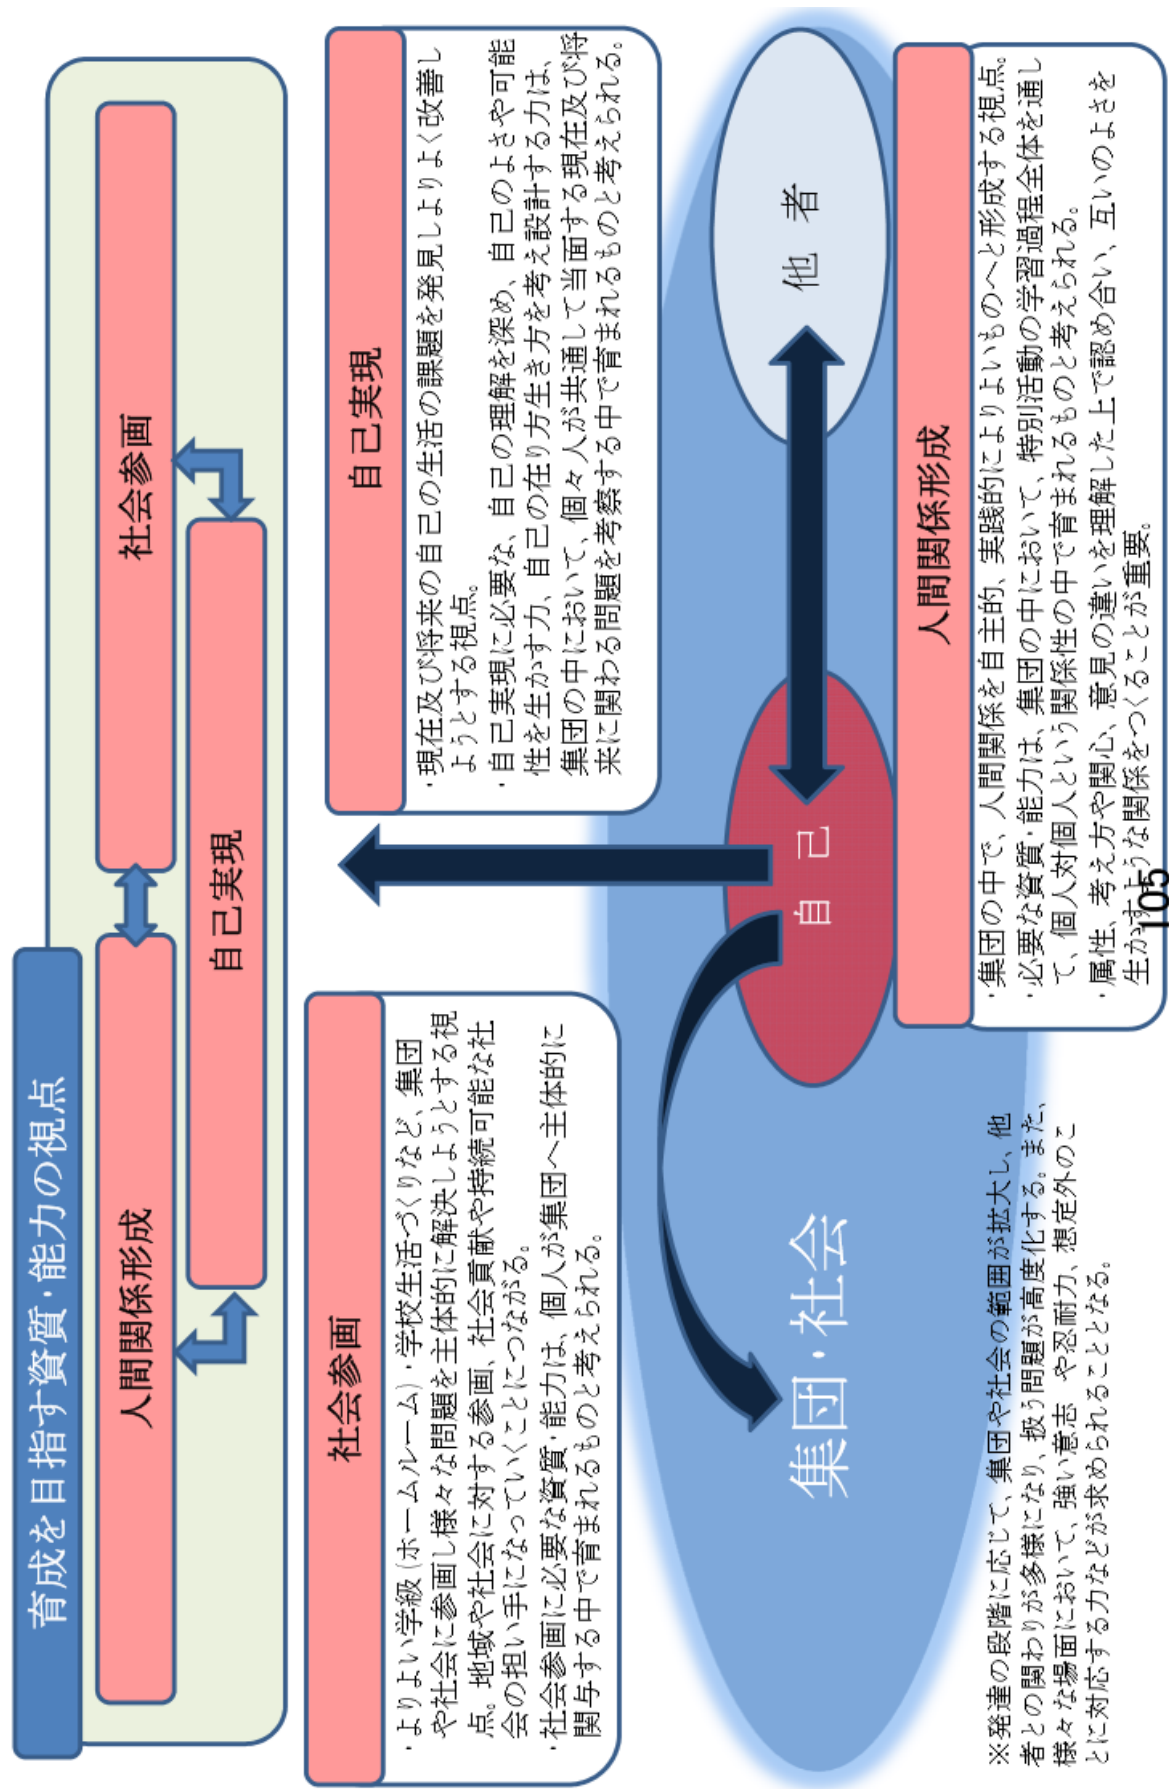 育成を目指す資質・能力の視点
人間関係形成
社会参画
自己実現
社会参画
・よりよい学級(ホームルーム)・学校生活づくりなど、集団
や社会に参画し様々な問題を主体的に解決しようとする視
点。地域や社会に対する参画、社会貢献や持続可能な社
会の担い手になっていくことにつながる。
・社会参画に必要な資質・能力は、個人が集団へ主体的に
関与する中で育まれるものと考えられる。
自己実現
・現在及び将来の自己の生活の課題を発見しよりよく改善し
ようとする視点。
・自己実現に必要な、自己の理解を深め、自己のよさや可能
性を生かす力、自己の在り方生き方を考え設計する力は、
集団の中において、個々人が共通して当面する現在及び将
来に関わる問題を考察する中で育まれるものと考えられる。
集団・社会
自 己
他 者
人間関係形成
・集団の中で、人間関係を自主的、実践的によりよいものへと形成する視点。
・必要な資質・能力は、集団の中において、特別活動の学習過程全体を通し
て、個人対個人という関係性の中で育まれるものと考えられる。
・属性、考え方や関心、意見の違いを理解した上で認め合い、互いのよさを
生かすような関係をつくることが重要。
※発達の段階に応じて、集団や社会の範囲が拡大し、他
者との関わりが多様になり、扱う問題が高度化する。また、
様々な場面において、強い意志 や忍耐力、想定外のこ
とに対応する力などが求められることとなる。
105